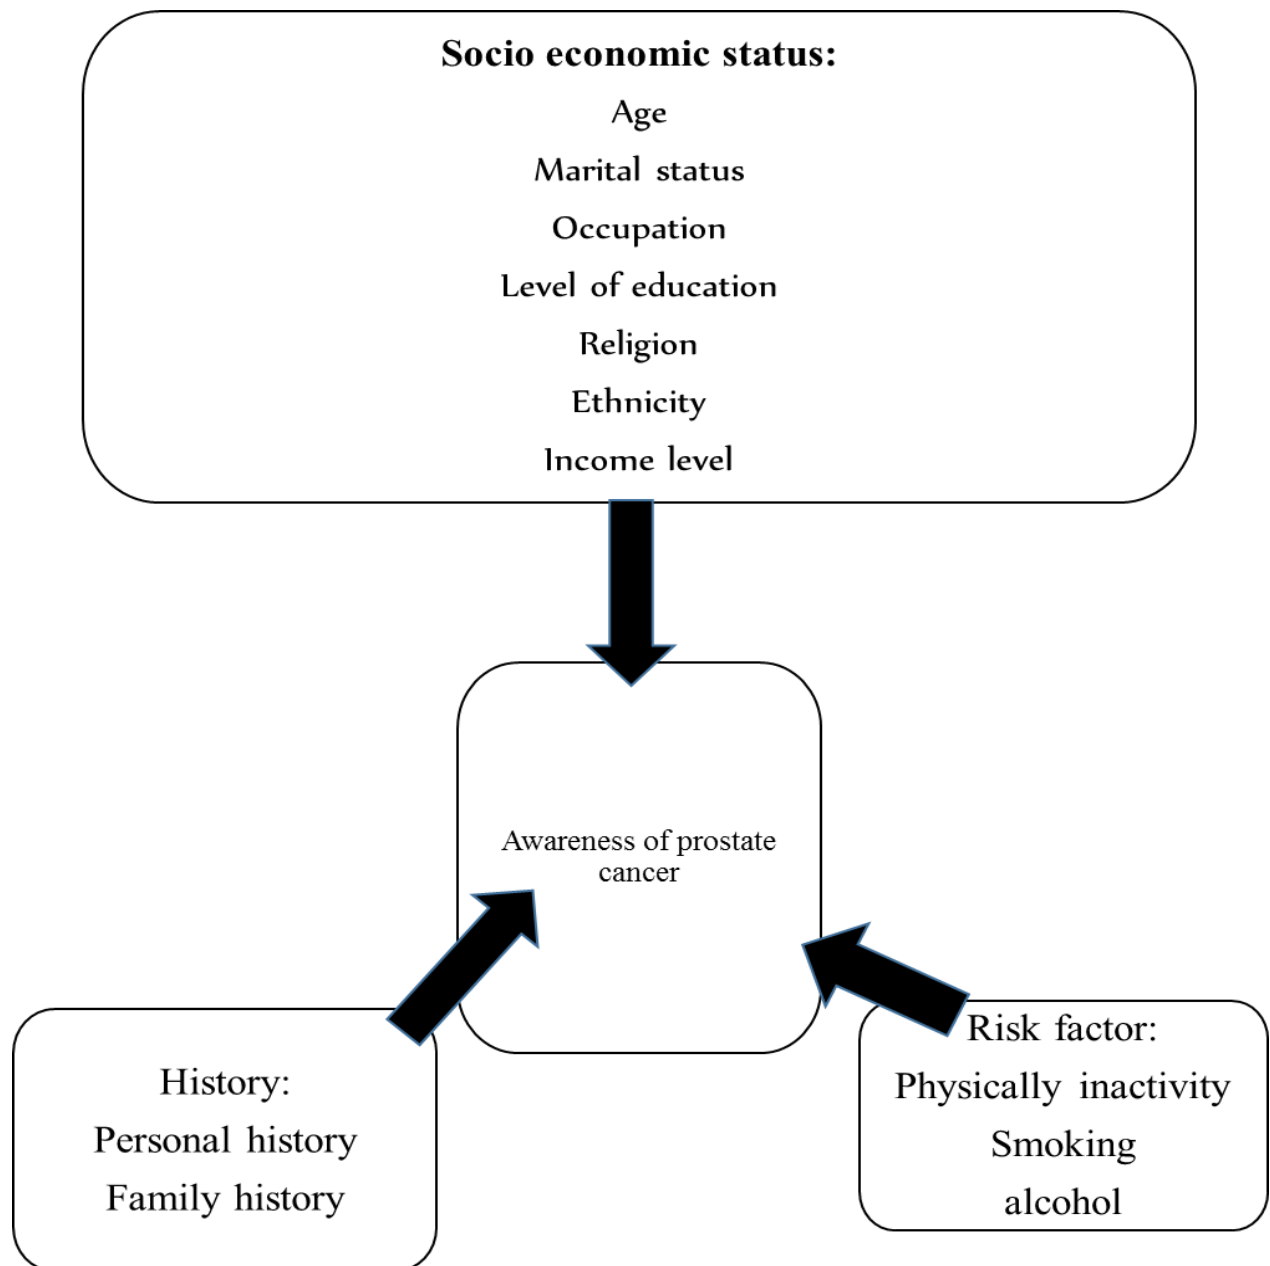 Socio economic status:
Age
Marital status
Occupation
Level of education
Religion
Ethnicity
Income level
Awareness of prostate
cancer
History:
Personal history
Family history
Risk factor:
Physically inactivity
Smoking
alcohol